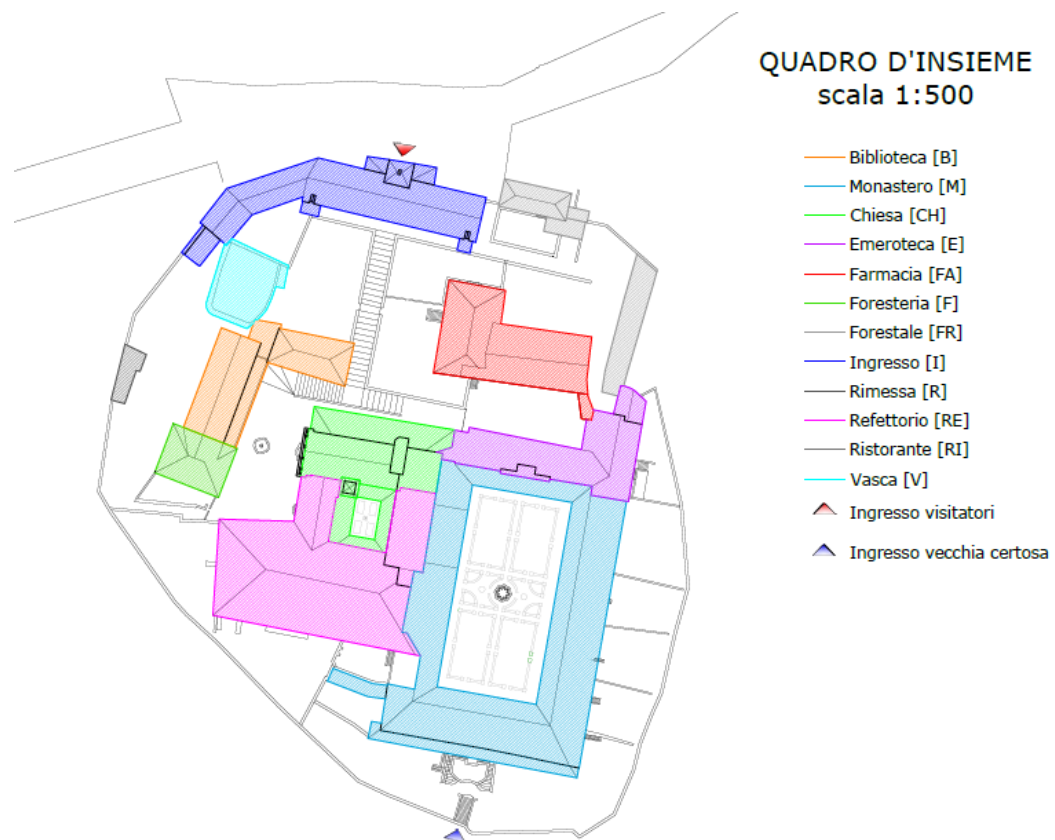 QUADRO D'INSIEME
scala 1:500
Biblioteca [B]
Monastero [M]
Chiesa [CH]
Emeroteca [E]
Farmacia [FA]
Foresteria [F]
Forestale [FR]
Ingresso [I]
Rimessa [R]
Refettorio [RE]
Ristorante [RI]
Vasca [V]
Ingresso visitatori
Ingresso vecchia certosa